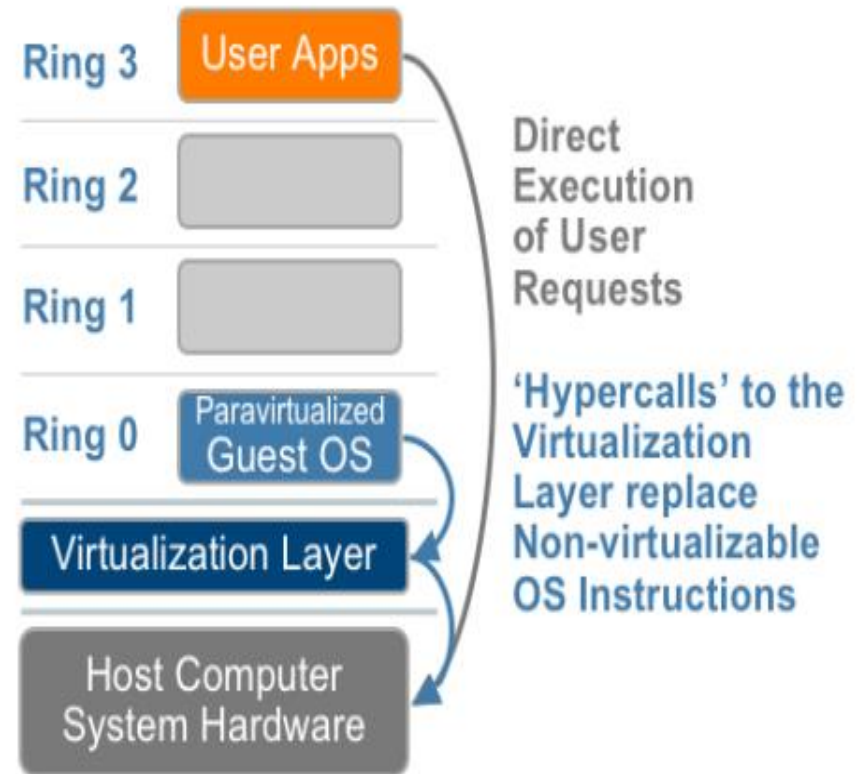 Ring 3
User Apps
Ring 2
Ring 1
Ring 0
Paravirtualized
Guest OS
Virtualization Layer
Host Computer
System Hardware
Direct
Execution
of User
Requests
‘Hypercalls’ to the
Virtualization
Layer replace
Non-virtualizable
OS Instructions